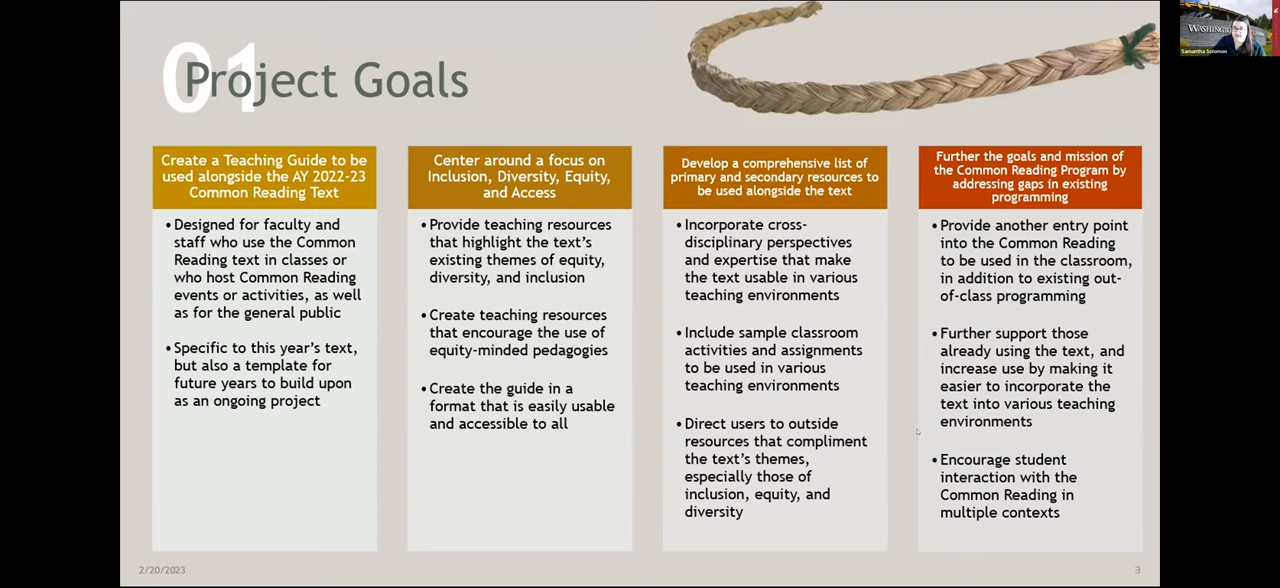 01
Project Goals
Create a Teaching Guide to be
used alongside the AY 2022-23
Common Reading Text
• Designed for faculty and
staff who use the Common
Reading text in classes or
who host Common Reading
events or activities, as well
as for the general public
• Specific to this year's text,
but also a template for
future years to build upon
as an ongoing project
Center around a focus on
Inclusion, Diversity, Equity,
and Access
• Provide teaching resources
that highlight the text's
existing themes of equity,
diversity, and inclusion
• Create teaching resources
that encourage the use of
equity-minded pedagogies
• Create the guide in a
format that is easily usable
and accessible to all
Develop a comprehensive list of
primary and secondary resources to
be used alongside the text
• Incorporate cross-
disciplinary perspectives
and expertise that make
the text usable in various
teaching environments
• Include sample classroom
activities and assignments
to be used in various
teaching environments
• Direct users to outside
resources that compliment
the text's themes,
especially those of
inclusion, equity, and
diversity
Further the goals and mission of
the Common Reading Program by
addressing gaps in existing
programming
• Provide another entry point
into the Common Reading
to be used in the classroom,
in addition to existing out-
of-class programming
• Further support those
already using the text, and
increase use by making it
easier to incorporate the
text into various teaching
environments
• Encourage student
interaction with the
Common Reading in
multiple contexts
2/20/2023
3
Samantha Solomon